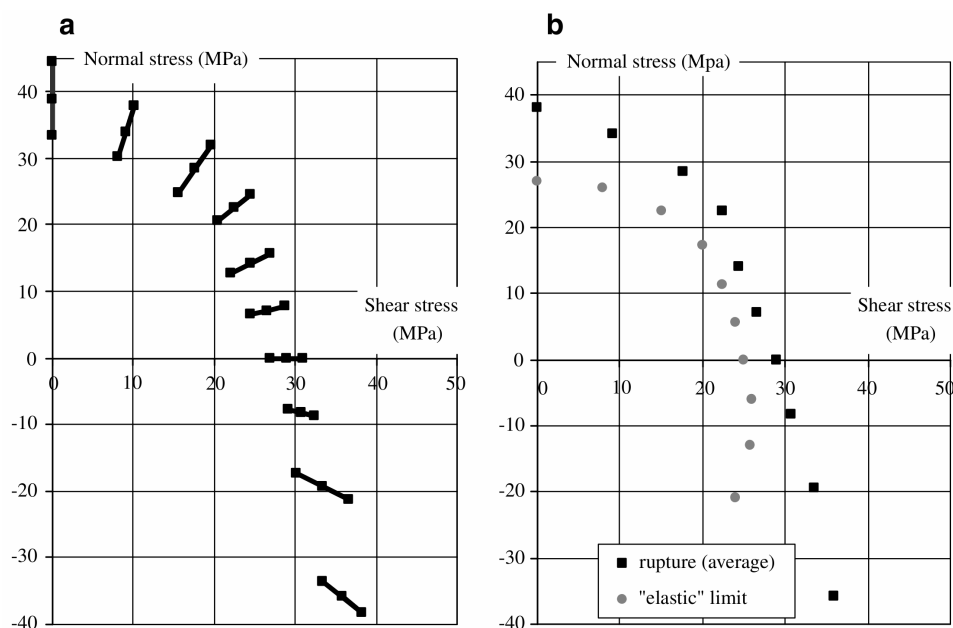 a
Normal stress (MPa)
40
30
20
10
0
-10
-20
-30
-40
0 10 20 30 40 50
Shear stress
(MPa)
b
Normal stress (Mpa)
40
30
20
10
0
-10
-20
-30
-40
0 10 20 30 40 50
Shear stress
(MPa)
rupture (average)
"elastic" limit